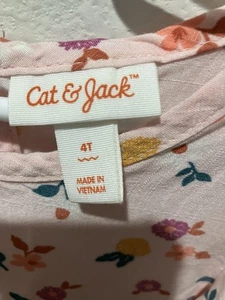 Cat & Jack™
4T
MADE IN
VIETNAM